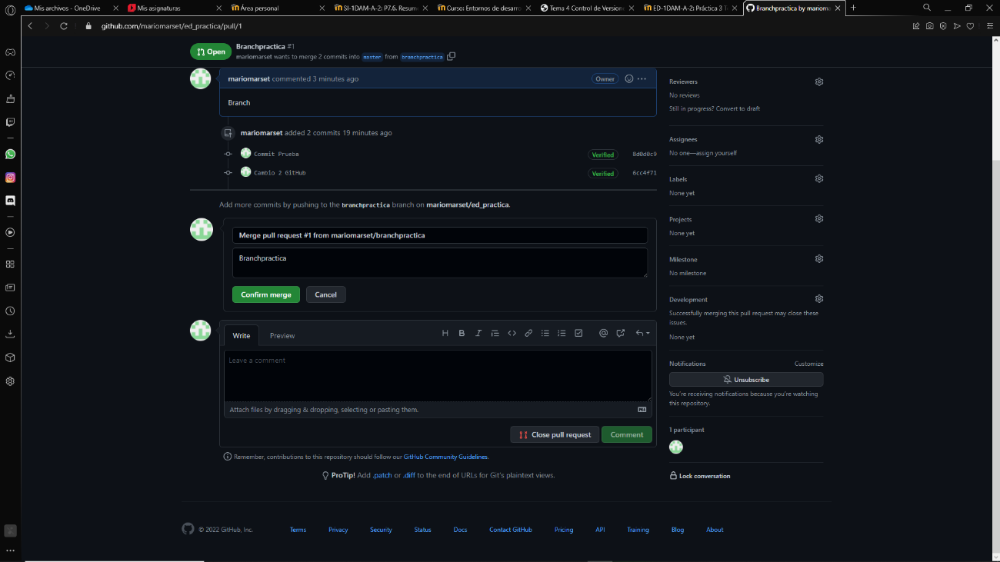 Mis archivos - OneDrive
Mis asignaturas
Área personal
SI-1DAM-A-2: P7.6. Resum
Curso: Entornos de desarro
Tema 4 Control de Version
ED-1DAM-A-2: Práctica 3 T
Branchpractica by marioma
github.com/mariomarset/ed_practica/pull/1
Open
Branchpractica #1
mariomarset wants to merge 2 commits into master from branchpractica
mariomarset commented 3 minutes ago
Owner
Branch
mariomarset added 2 commits 19 minutes ago
Commit Prueba
Verified
8d0d0c9
Cambio 2 GitHub
Verified
6cc4f71
Add more commits by pushing to the branchpractica branch on mariomarset/ed_practica.
Merge pull request #1 from mariomarset/branchpractica
Branchpractica
Confirm merge
Cancel
Write
Preview
Leave a comment
Attach files by dragging & dropping, selecting or pasting them.
Close pull request
Comment
Remember, contributions to this repository should follow our GitHub Community Guidelines.
ProTip! Add .patch or .diff to the end of URLs for Git's plaintext views.
Reviewers
No reviews
Still in progress? Convert to draft
Assignees
No one—assign yourself
Labels
None yet
Projects
None yet
Milestone
No milestone
Development
Successfully merging this pull request may close these
issues.
None yet
Notifications
Customize
Unsubscribe
You're receiving notifications because you're watching
this repository.
1 participant
Lock conversation
© 2022 GitHub, Inc.
Terms
Privacy
Security
Status
Docs
Contact GitHub
Pricing
API
Training
Blog
About